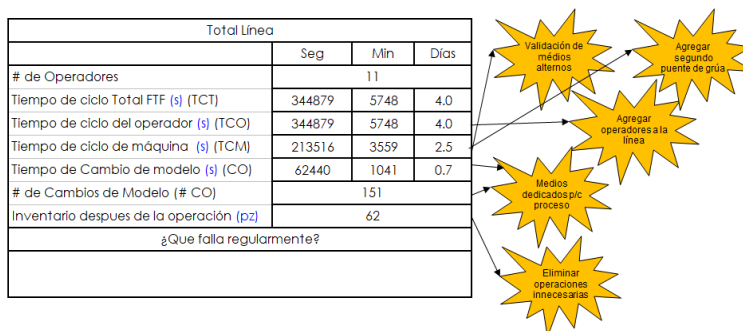 Total Línea
Seg Min Días
# de Operadores 11
Tiempo de ciclo Total FTF (s) (TCT) 344879 5748 4.0
Tiempo de ciclo del operador (s) (TCO) 344879 5748 4.0
Tiempo de ciclo de máquina (s) (TCM) 213516 3559 2.5
Tiempo de Cambio de modelo (s) (CO) 62440 1041 0.7
# de Cambios de Modelo (# CO) 151
Inventario despues de la operación (pz) 62
¿Que falla regularmente?
Validación de
médios
alternos
Agregar
segundo
puente de grúa
Agregar
operadores a la
línea
Medios
dedicados p/c
proceso
Eliminar
operaciones
innecesarias